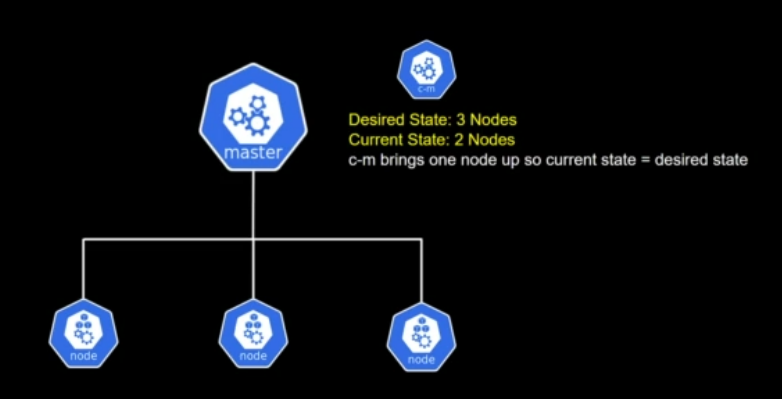 c-m
Desired State: 3 Nodes
Current State: 2 Nodes
c-m brings one node up so current state = desired state
master
node
node
node